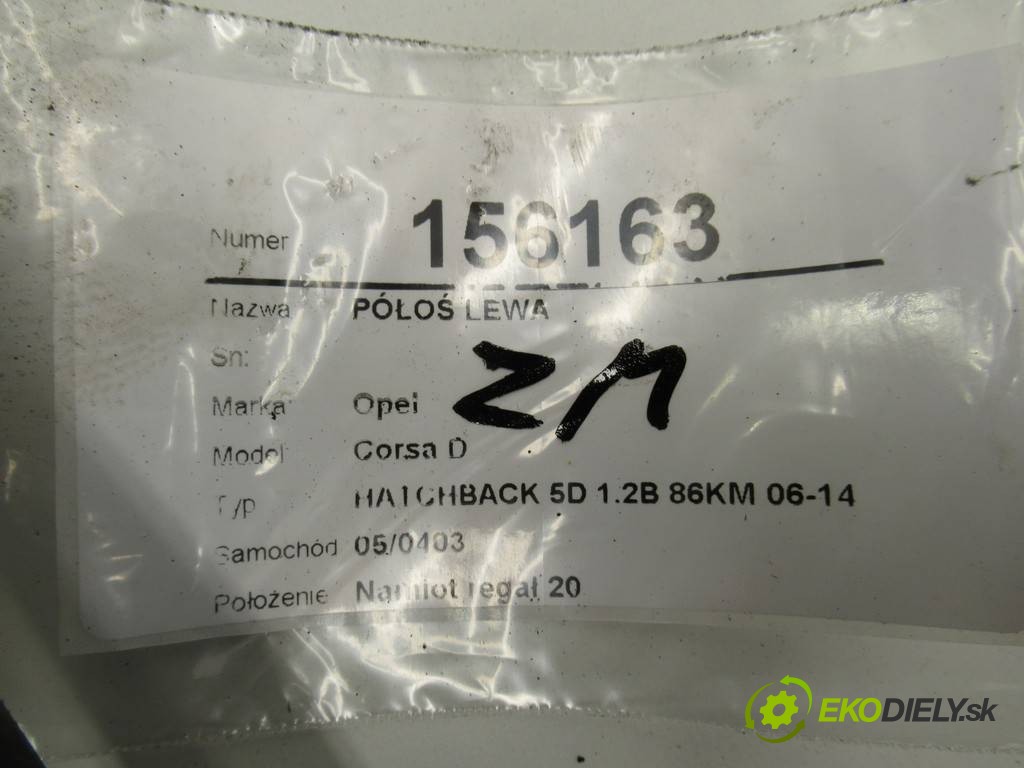 Numer 156163
Nazwa PÓŁOŚ LEWA
Sn:
Marka Opel
Model Corsa D
Typ HATCHBACK 5D 1.2B 86KM 06-14
Samochód 05/0403
Położenie Namiot regał 20
ZM
EKODIELY.sk